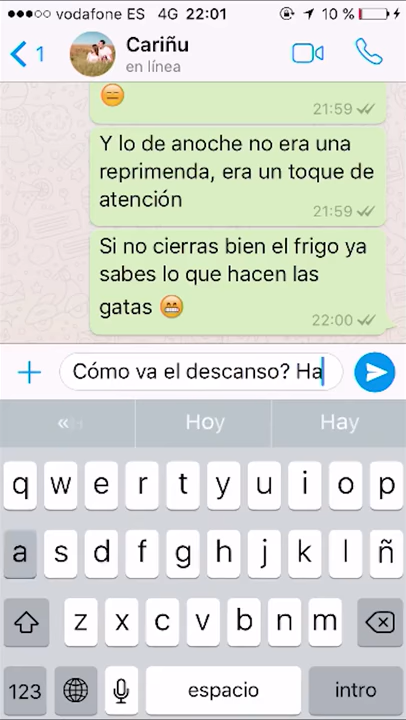 vodafone ES 4G 22:01 10 %
1 Cariñu
en línea
😑
21:59
Y lo de anoche no era una
reprimenda, era un toque de
atención
21:59
Si no cierras bien el frigo ya
sabes lo que hacen las
gatas 😁
22:00
Cómo va el descanso? Ha
« Hoy Hay
q w e r t y u i o p
a s d f g h j k l ñ
z x c v b n m
123 espacio intro